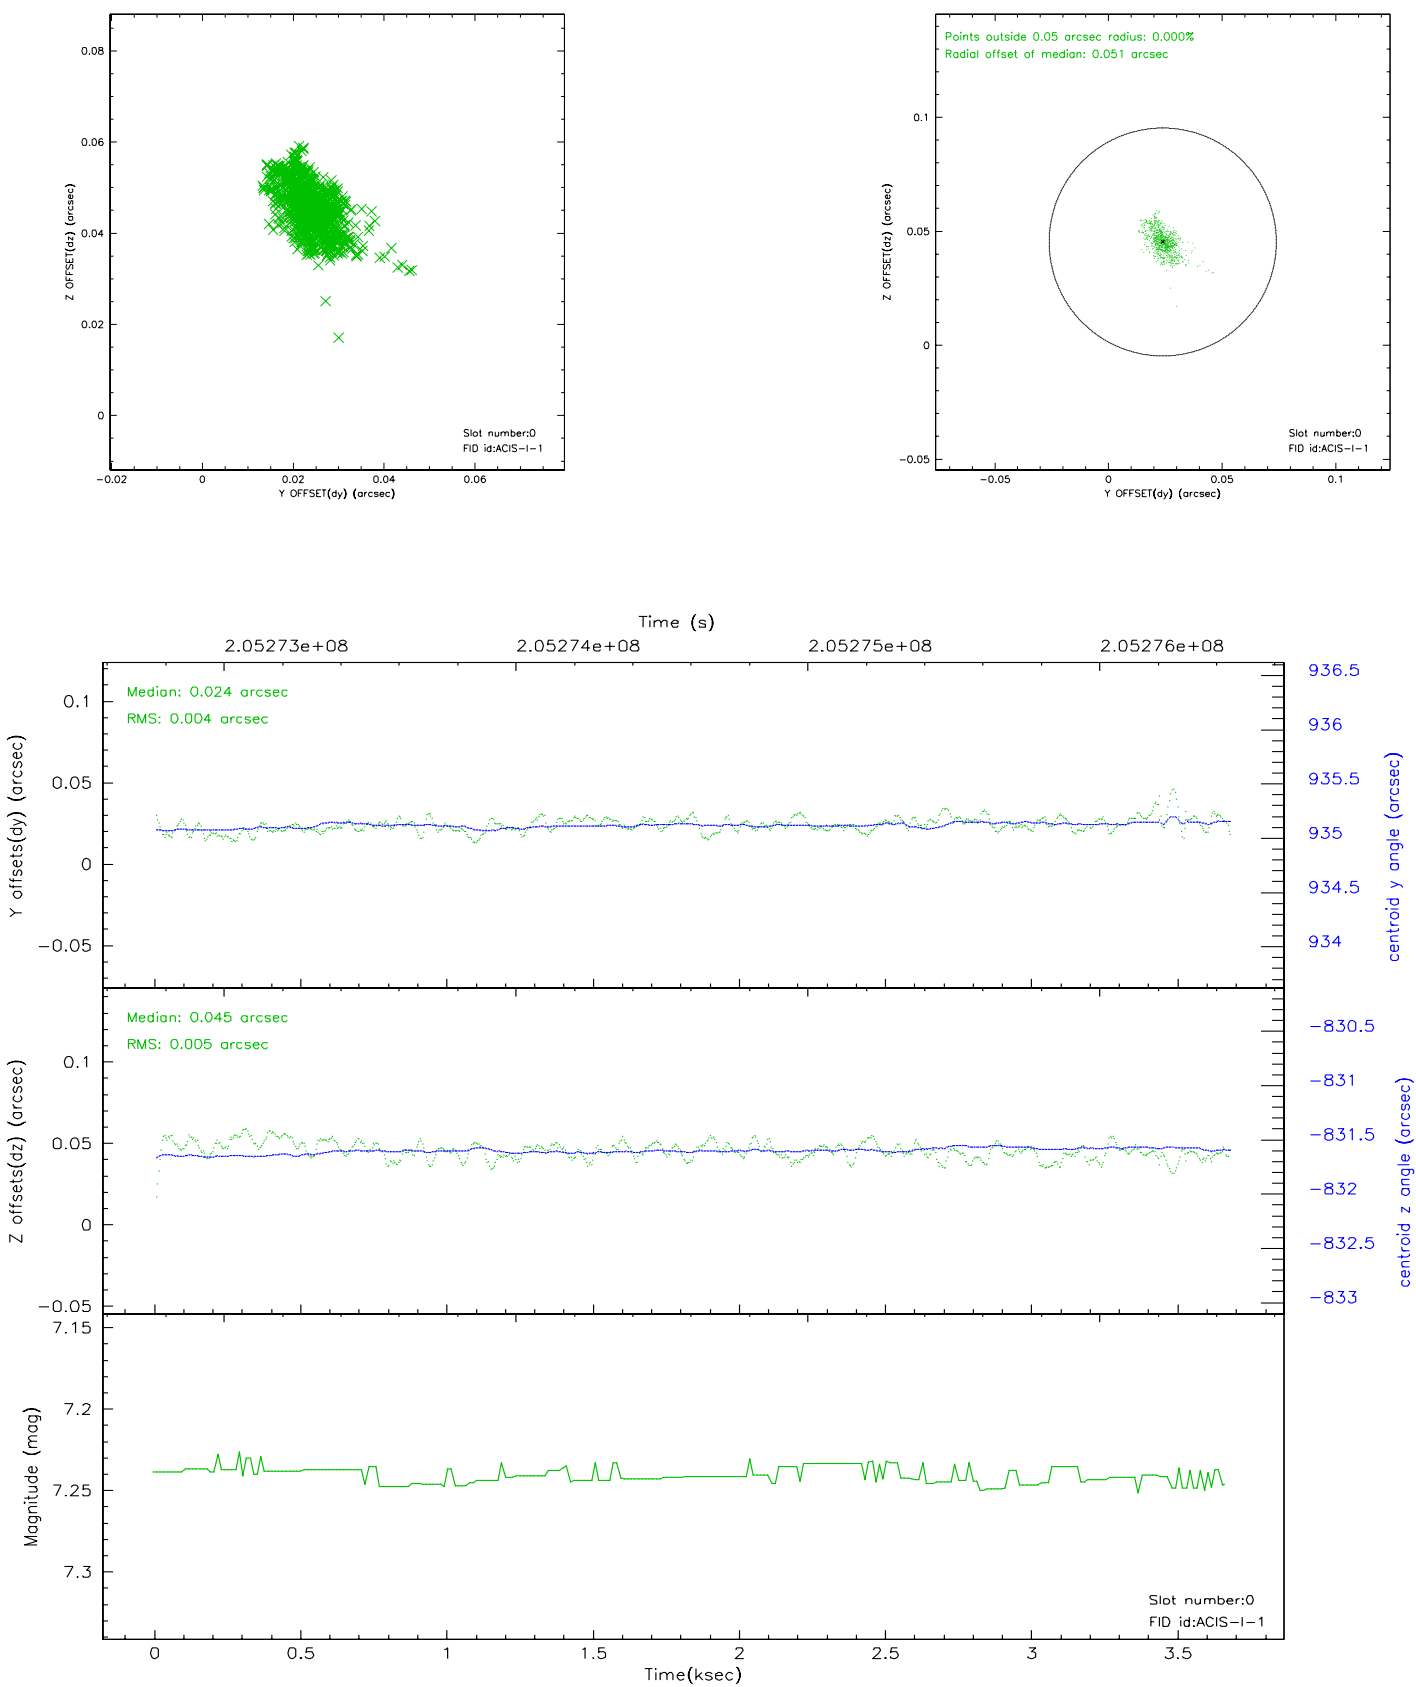 0.08
0.06
0.04
0.02
0
Z OFFSET(dz) (arcsec)
Slot number:0
FID id:ACIS-I-1
-0.02 0 0.02 0.04 0.06
Y OFFSET(dy) (arcsec)
Points outside 0.05 arcsec radius: 0.000%
Radial offset of median: 0.051 arcsec
0.1
0.05
0
-0.05
Z OFFSET(dz) (arcsec)
Slot number:0
FID id:ACIS-I-1
-0.05 0 0.05 0.1
Y OFFSET(dy) (arcsec)
Time (s)
2.05273e+08 2.05274e+08 2.05275e+08 2.05276e+08
Median: 0.024 arcsec
RMS: 0.004 arcsec
0.1
0.05
0
-0.05
Y offsets(dy) (arcsec)
936.5
936
935.5
935
934.5
934
centroid y angle (arcsec)
Median: 0.045 arcsec
RMS: 0.005 arcsec
0.1
0.05
0
-0.05
Z offsets(dz) (arcsec)
-830.5
-831
-831.5
-832
-832.5
-833
centroid z angle (arcsec)
7.15
7.2
7.25
7.3
Magnitude (mag)
Slot number:0
FID id:ACIS-I-1
0 0.5 1 1.5 2 2.5 3 3.5
Time(ksec)